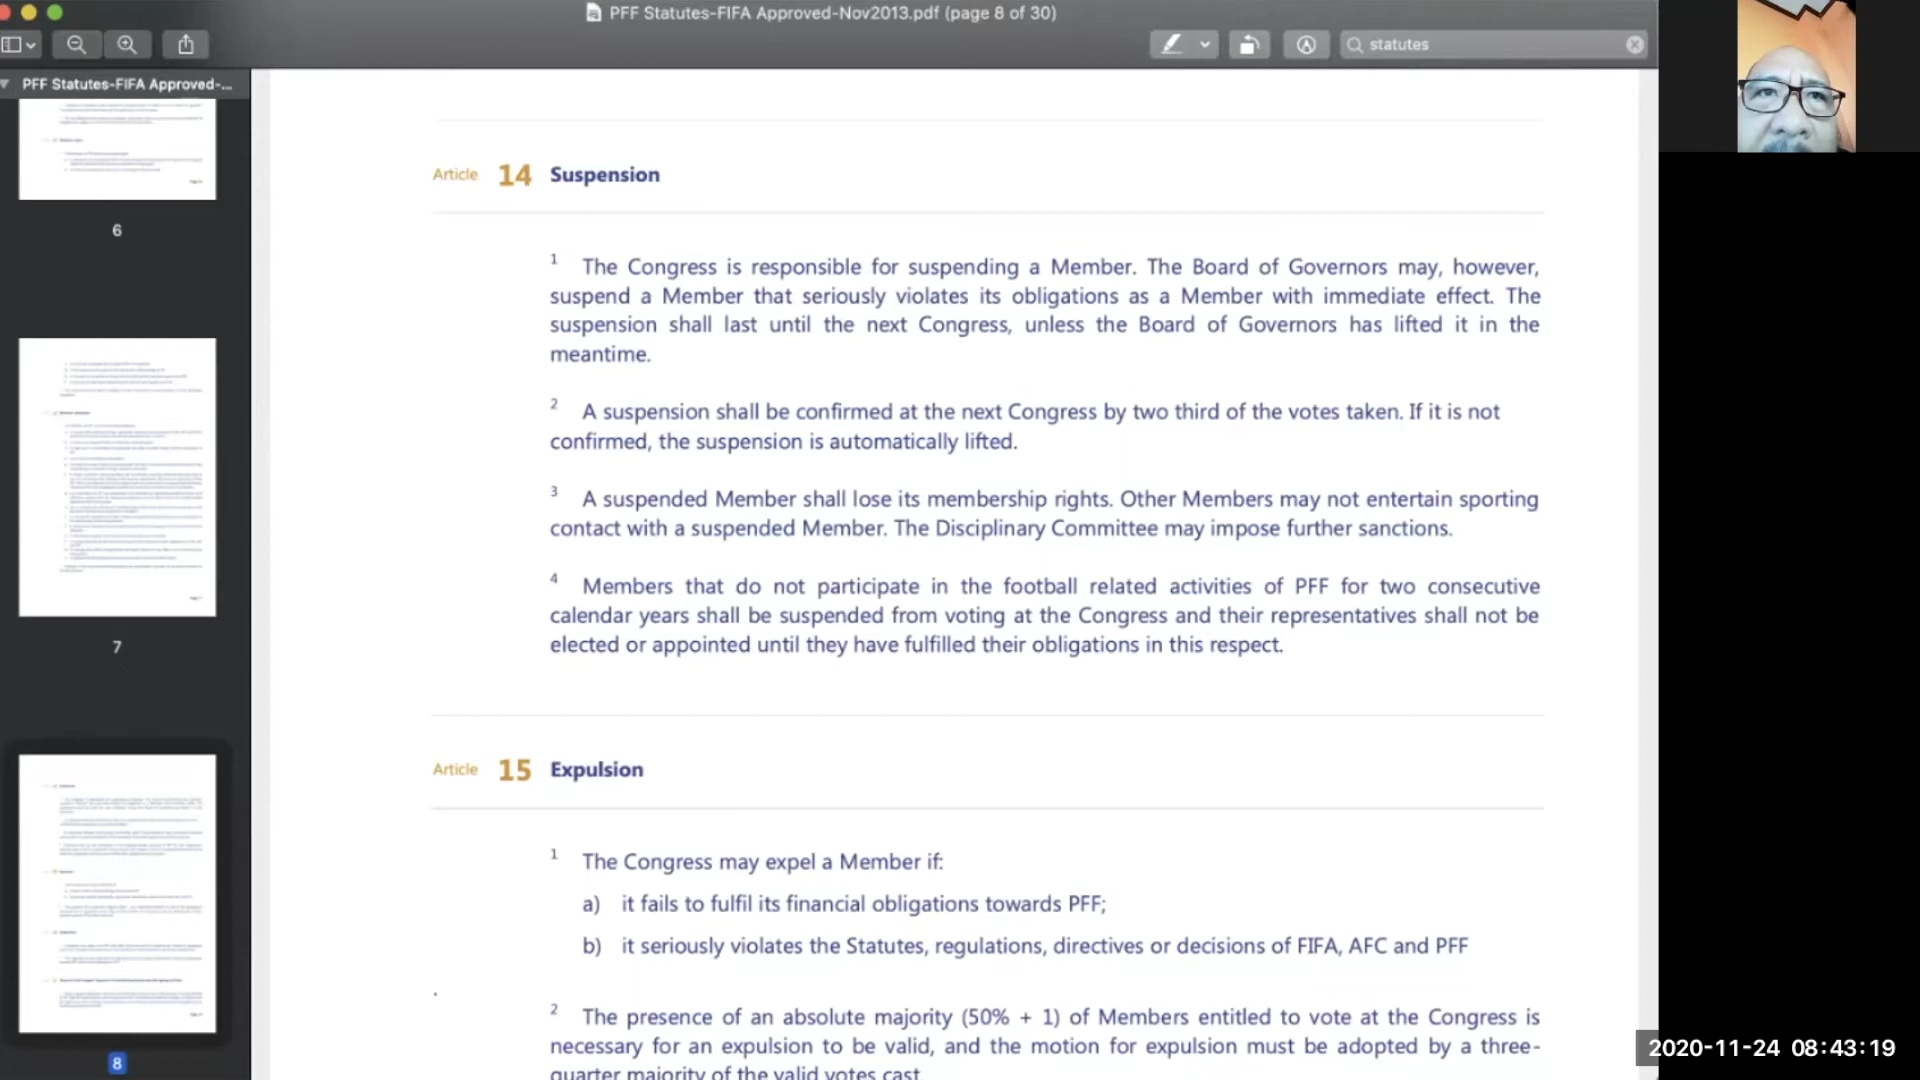 PFF Statutes-FIFA Approved-Nov2013.pdf (page 8 of 30)
statutes
PFF Statutes-FIFA Approved-...
6
7
8
Article 14 Suspension
1 The Congress is responsible for suspending a Member. The Board of Governors may, however,
suspend a Member that seriously violates its obligations as a Member with immediate effect. The
suspension shall last until the next Congress, unless the Board of Governors has lifted it in the
meantime.
2 A suspension shall be confirmed at the next Congress by two third of the votes taken. If it is not
confirmed, the suspension is automatically lifted.
3 A suspended Member shall lose its membership rights. Other Members may not entertain sporting
contact with a suspended Member. The Disciplinary Committee may impose further sanctions.
4 Members that do not participate in the football related activities of PFF for two consecutive
calendar years shall be suspended from voting at the Congress and their representatives shall not be
elected or appointed until they have fulfilled their obligations in this respect.
Article 15 Expulsion
1 The Congress may expel a Member if:
a) it fails to fulfil its financial obligations towards PFF;
b) it seriously violates the Statutes, regulations, directives or decisions of FIFA, AFC and PFF
2 The presence of an absolute majority (50% + 1) of Members entitled to vote at the Congress is
necessary for an expulsion to be valid, and the motion for expulsion must be adopted by a three-
quarter majority of the valid votes cast
2020-11-24 08:43:19